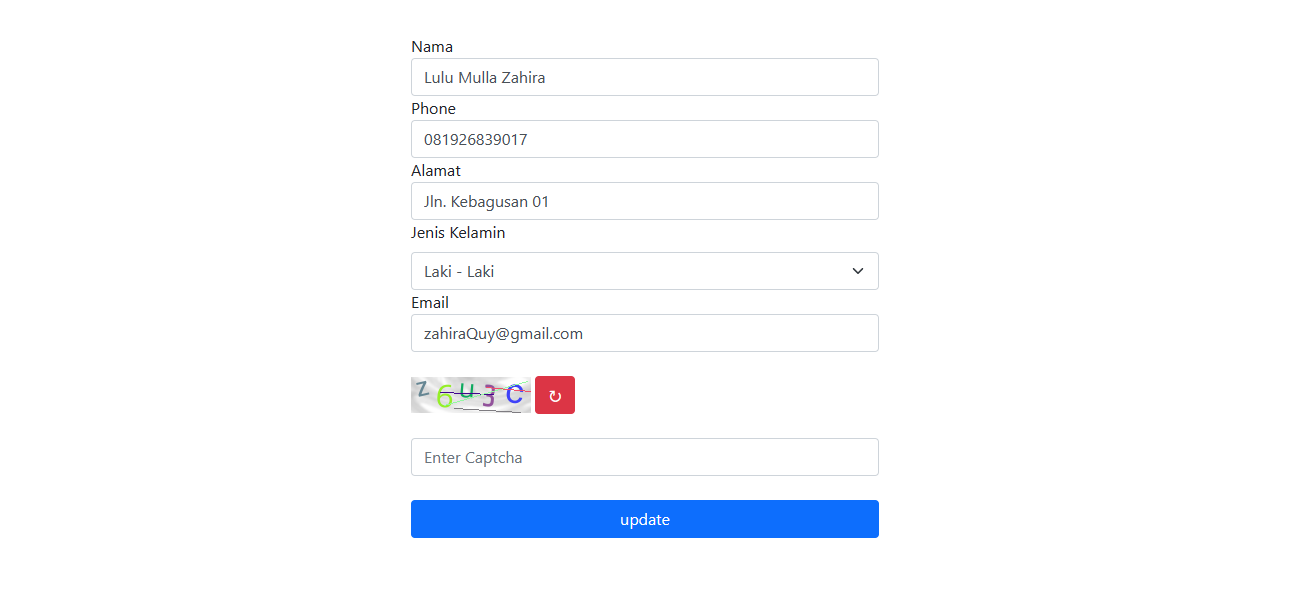 Nama
Lulu Mulla Zahira
Phone
081926839017
Alamat
Jln. Kebagusan 01
Jenis Kelamin
Laki - Laki
Email
zahiraQuy@gmail.com
z6u3C
Enter Captcha
update